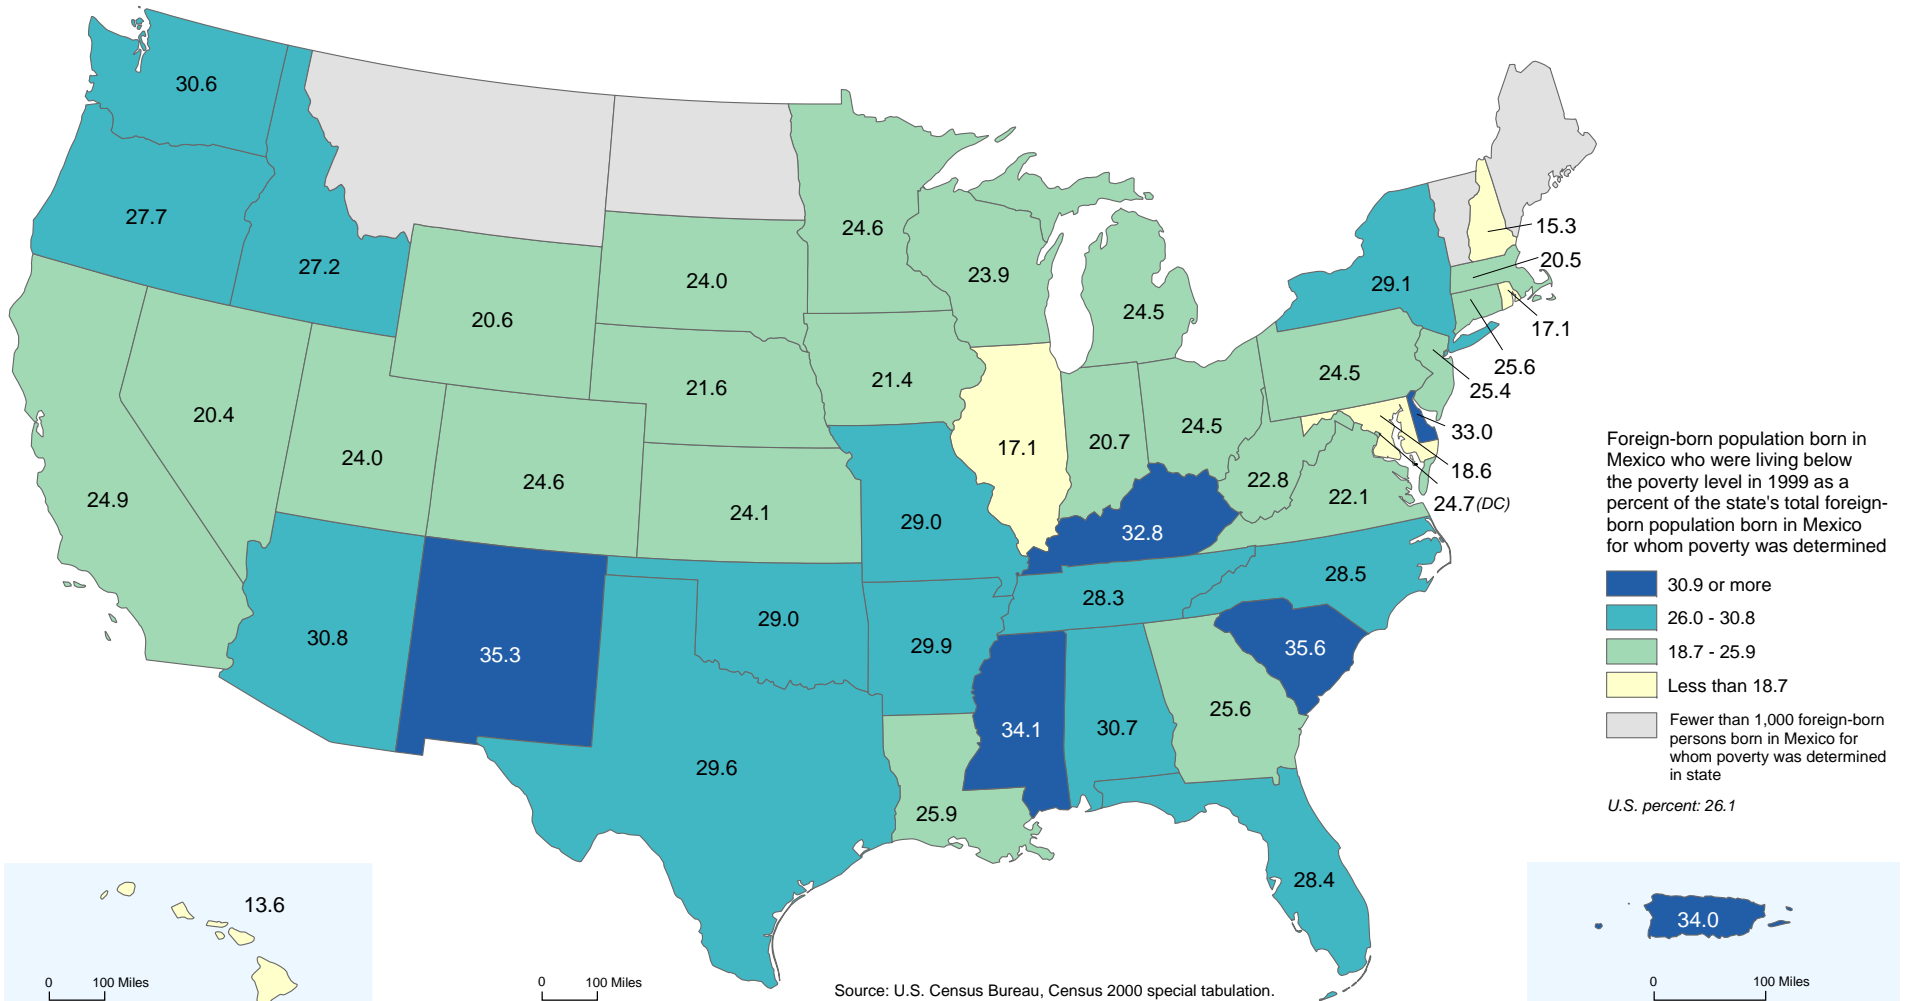 30.6
27.7
27.2
24.9
20.4
24.0
20.6
24.0
21.6
24.6
24.1
30.8
35.3
29.0
29.6
24.6
23.9
24.5
21.4
17.1
20.7
24.5
29.0
32.8
29.9
28.3
28.5
34.1
30.7
25.6
35.6
25.9
28.4
22.8
22.1
24.5
29.1
15.3
20.5
17.1
25.6
25.4
33.0
18.6
24.7 (DC)
Foreign-born population born in
Mexico who were living below
the poverty level in 1999 as a
percent of the state's total foreign-
born population born in Mexico
for whom poverty was determined
30.9 or more
26.0 - 30.8
18.7 - 25.9
Less than 18.7
Fewer than 1,000 foreign-born
persons born in Mexico for
whom poverty was determined
in state
U.S. percent: 26.1
13.6
0 100 Miles
0 100 Miles
Source: U.S. Census Bureau, Census 2000 special tabulation.
34.0
0 100 Miles